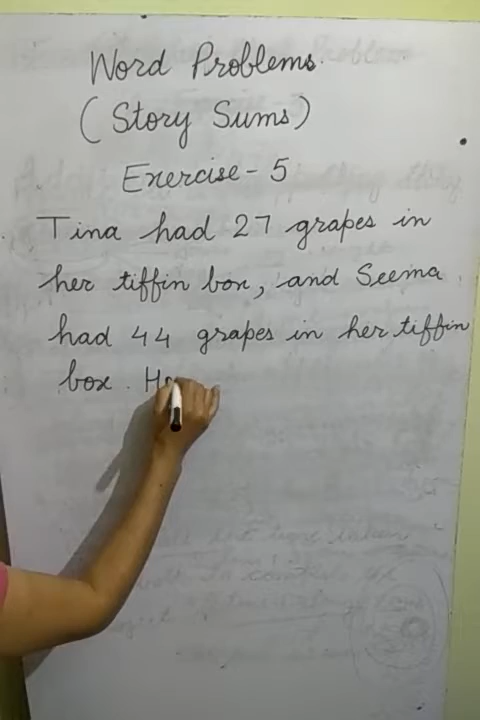 Word Problems.
(Story Sums)
Exercise - 5
Tina had 27 grapes in
her tiffin box, and Seema
had 44 grapes in her tiffin
box. Ho